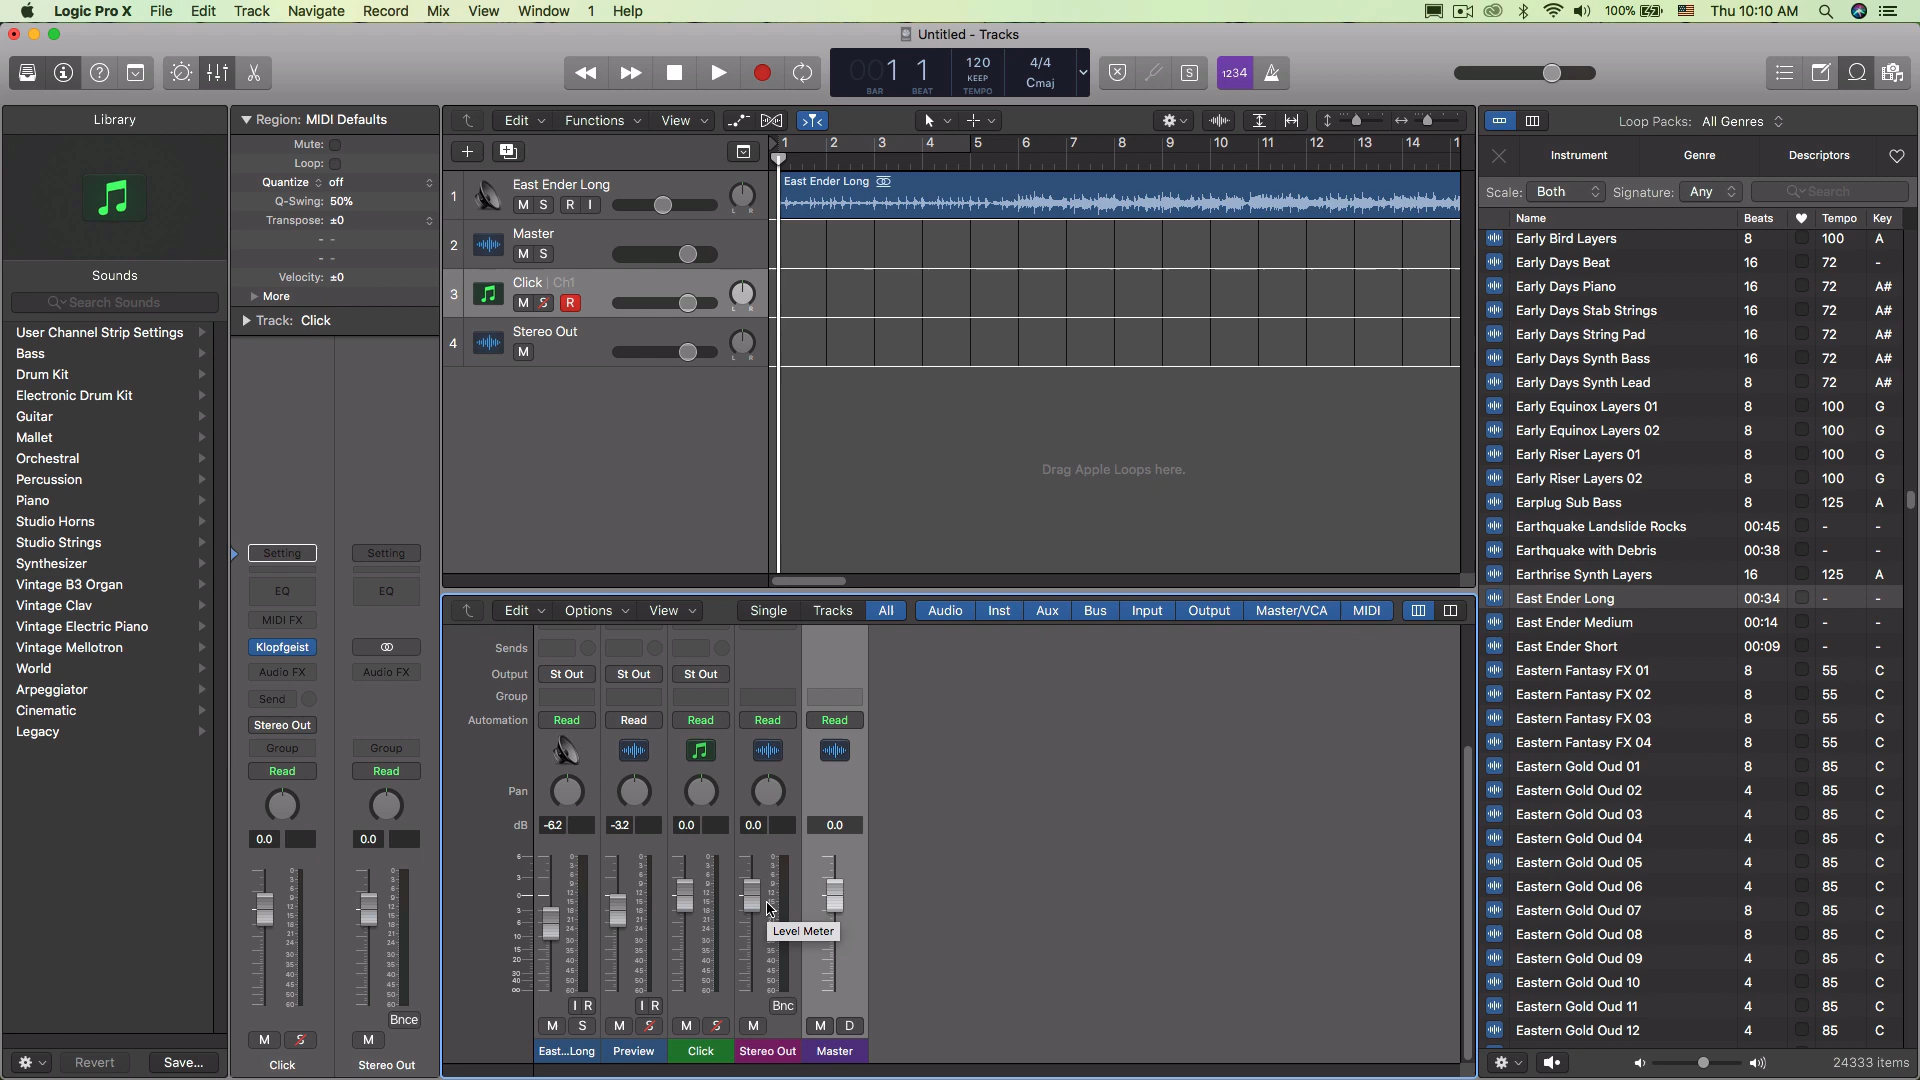 Logic Pro X File Edit Track Navigate Record Mix View Window 1 Help
100% Thu 10:10 AM
Untitled - Tracks
001 1 120 4/4
KEEP Cmaj
BAR BEAT TEMPO
S 1234
Library
Sounds
Search Sounds
User Channel Strip Settings
Bass
Drum Kit
Electronic Drum Kit
Guitar
Mallet
Orchestral
Percussion
Piano
Studio Horns
Studio Strings
Synthesizer
Vintage B3 Organ
Vintage Clav
Vintage Electric Piano
Vintage Mellotron
World
Arpeggiator
Cinematic
Legacy
Revert Save...
Region: MIDI Defaults
Mute:
Loop:
Quantize off
Q-Swing: 50%
Transpose: ±0
- -
- -
Velocity: ±0
More
Track: Click
Setting Setting
EQ EQ
MIDI FX
Klopfgeist
Audio FX Audio FX
Send
Stereo Out
Group Group
Read Read
0.0 0.0
Bnce
M S M
Click Stereo Out
Edit Functions View
1 2 3 4 5 6 7 8 9 10 11 12 13 14 1
1 East Ender Long
M S R I L R
2 Master
M S
3 Click | Ch1
M S R L R
4 Stereo Out
M L R
East Ender Long
Drag Apple Loops here.
Edit Options View Single Tracks All Audio Inst Aux Bus Input Output Master/VCA MIDI
Sends
Output St Out St Out St Out
Group
Automation Read Read Read Read Read
Pan
dB -6.2 -3.2 0.0 0.0 0.0
Level Meter
I R I R Bnc
M S M S M S M M D
East...Long Preview Click Stereo Out Master
Loop Packs: All Genres
Instrument Genre Descriptors
Scale: Both Signature: Any Search
Name Beats Tempo Key
Early Bird Layers 8 100 A
Early Days Beat 16 72 -
Early Days Piano 16 72 A#
Early Days Stab Strings 16 72 A#
Early Days String Pad 16 72 A#
Early Days Synth Bass 16 72 A#
Early Days Synth Lead 8 72 A#
Early Equinox Layers 01 8 100 G
Early Equinox Layers 02 8 100 G
Early Riser Layers 01 8 100 G
Early Riser Layers 02 8 100 G
Earplug Sub Bass 8 125 A
Earthquake Landslide Rocks 00:45 - -
Earthquake with Debris 00:38 - -
Earthrise Synth Layers 16 125 A
East Ender Long 00:34 - -
East Ender Medium 00:14 - -
East Ender Short 00:09 - -
Eastern Fantasy FX 01 8 55 C
Eastern Fantasy FX 02 8 55 C
Eastern Fantasy FX 03 8 55 C
Eastern Fantasy FX 04 8 55 C
Eastern Gold Oud 01 8 85 C
Eastern Gold Oud 02 4 85 C
Eastern Gold Oud 03 4 85 C
Eastern Gold Oud 04 4 85 C
Eastern Gold Oud 05 4 85 C
Eastern Gold Oud 06 4 85 C
Eastern Gold Oud 07 8 85 C
Eastern Gold Oud 08 8 85 C
Eastern Gold Oud 09 4 85 C
Eastern Gold Oud 10 4 85 C
Eastern Gold Oud 11 4 85 C
Eastern Gold Oud 12 4 85 C
24333 items